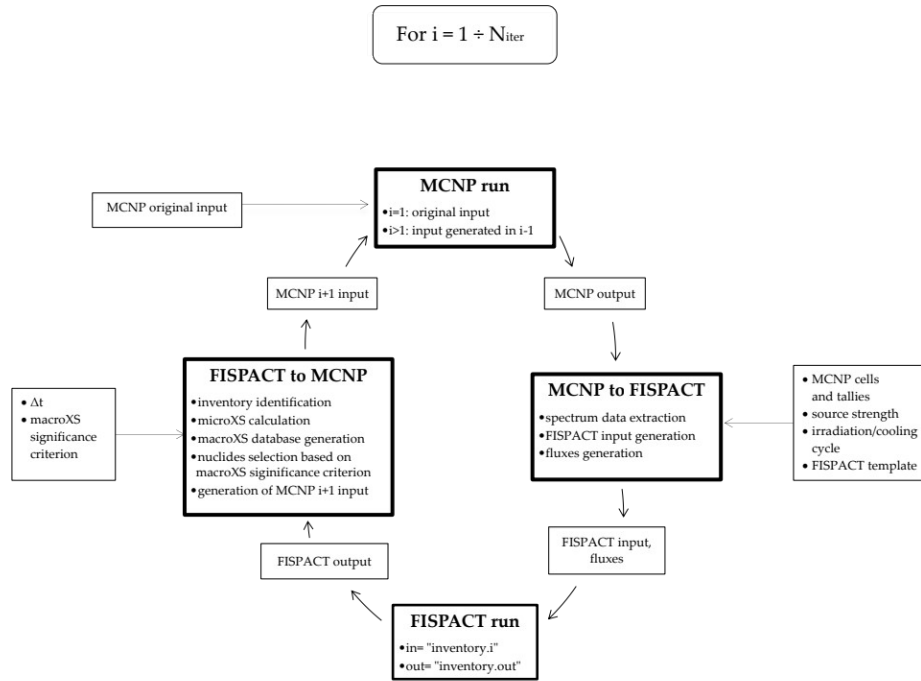 For i = 1 ÷ Niter
MCNP run
•i=1: original input
•i>1: input generated in i-1
MCNP original input
MCNP i+1 input
MCNP output
FISPACT to MCNP
•inventory identification
•microXS calculation
•macroXS database generation
•nuclides selection based on
macroXS siginificance criterion
•generation of MCNP i+1 input
• Δt
• macroXS
significance
criterion
MCNP to FISPACT
•spectrum data extraction
•FISPACT input generation
•fluxes generation
• MCNP cells
and tallies
• source strength
• irradiation/cooling
cycle
• FISPACT template
FISPACT output
FISPACT input,
fluxes
FISPACT run
•in= "inventory.i"
•out= "inventory.out"